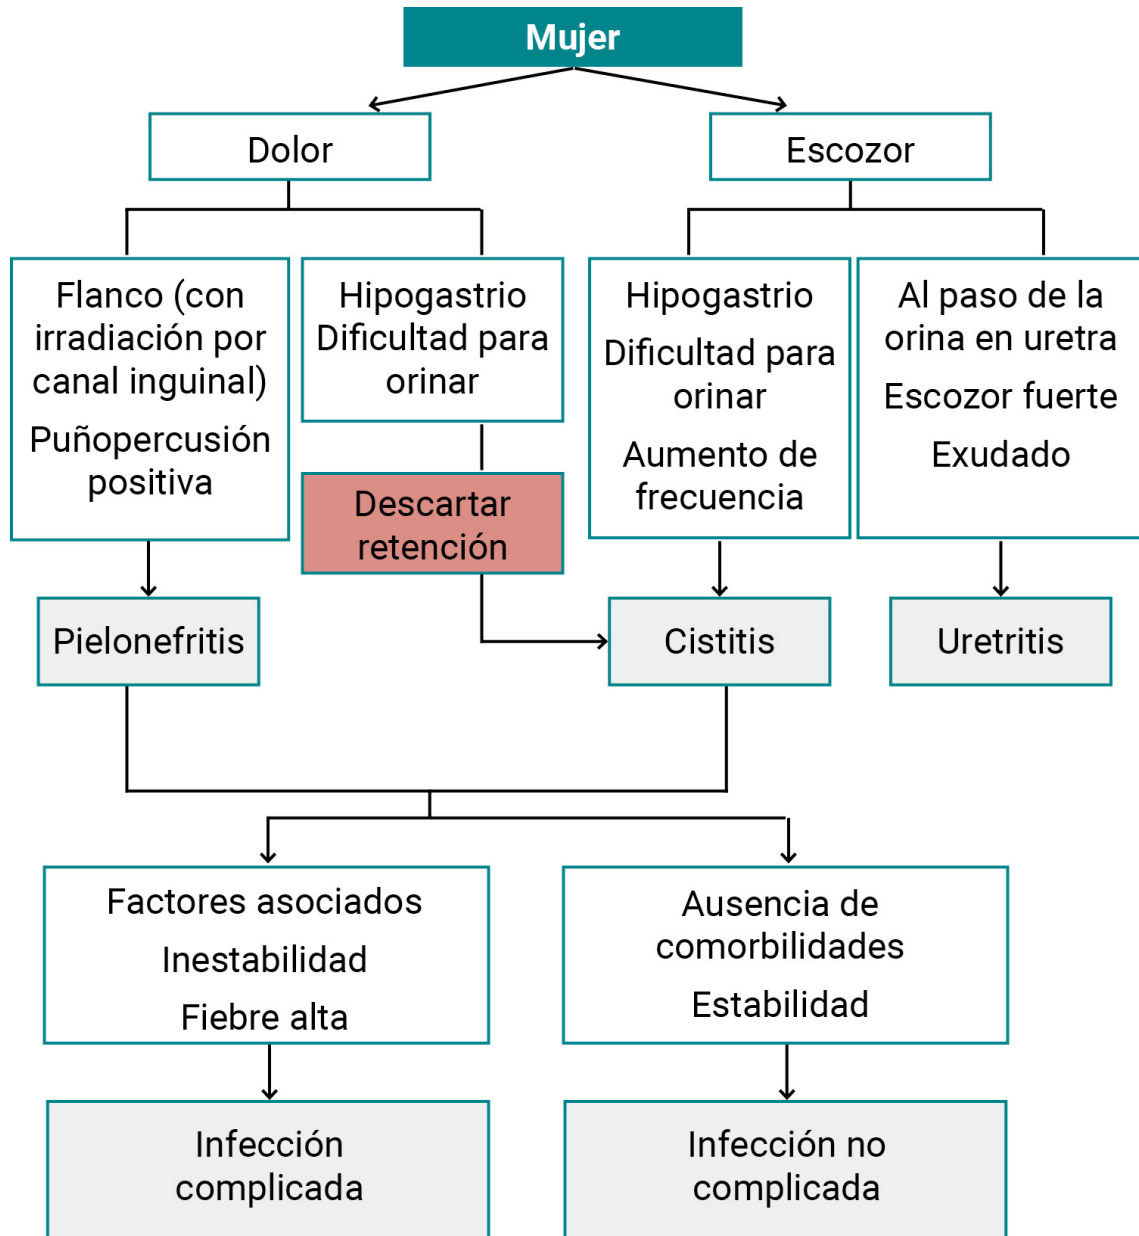 Mujer
Dolor
Escozor
Flanco (con
irradiación por
canal inguinal)
Puñopercusión
positiva
Hipogastrio
Dificultad para
orinar
Hipogastrio
Dificultad para
orinar
Aumento de
frecuencia
Al paso de la
orina en uretra
Escozor fuerte
Exudado
Descartar
retención
Pielonefritis
Cistitis
Uretritis
Factores asociados
Inestabilidad
Fiebre alta
Ausencia de
comorbilidades
Estabilidad
Infección
complicada
Infección no
complicada